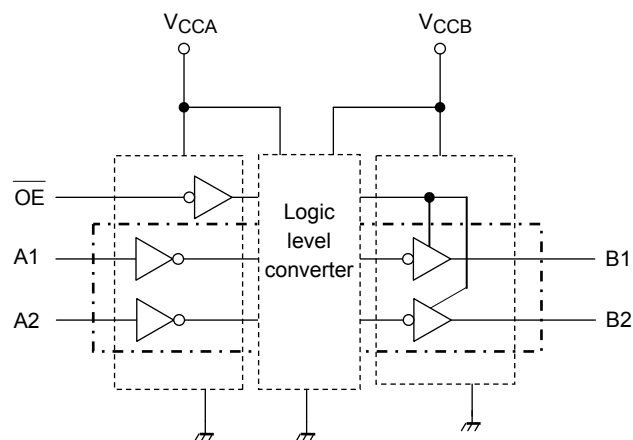 VCCA
VCCB
OE
Logic
level
converter
A1
B1
A2
B2